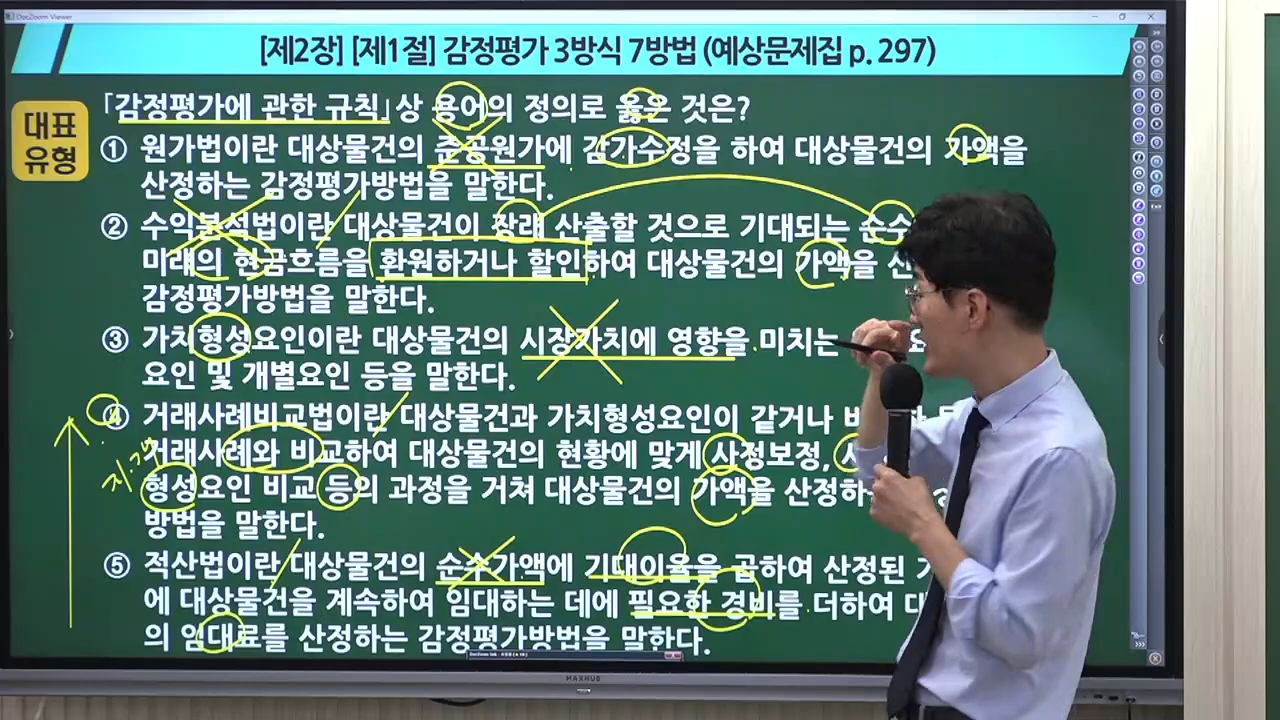 DocZoom Viewer
[제2장] [제1절] 감정평가 3방식 7방법 (예상문제집 p. 297)
대표
유형
「감정평가에 관한 규칙」상 용어의 정의로 옳은 것은?
① 원가법이란 대상물건의 준공원가에 감가수정을 하여 대상물건의 가액을
산정하는 감정평가방법을 말한다.
② 수익분석법이란 대상물건이 장래 산출할 것으로 기대되는 순수
미래의 현금흐름을 환원하거나 할인하여 대상물건의 가액을
감정평가방법을 말한다.
③ 가치형성요인이란 대상물건의 시장가치에 영향을 미치는
요인 및 개별요인 등을 말한다.
④ 거래사례비교법이란 대상물건과 가치형성요인이 같거나
거래사례와 비교하여 대상물건의 현황에 맞게 사정보정,
형성요인 비교 등의 과정을 거쳐 대상물건의 가액을
방법을 말한다.
⑤ 적산법이란 대상물건의 순수가액에 기대이율을 곱하여 산정된
에 대상물건을 계속하여 임대하는 데에 필요한 경비를 더하여
의 임대료를 산정하는 감정평가방법을 말한다.
MAXHUB